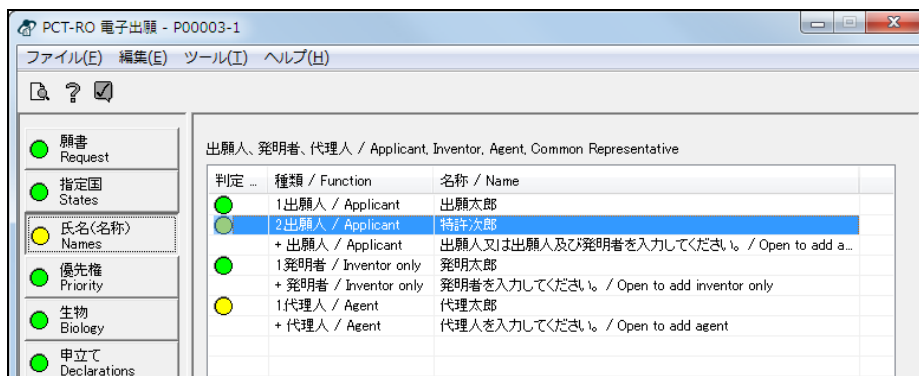 PCT-RO 電子出願 - P00003-1
ファイル(F) 編集(E) ツール(T) ヘルプ(H)
願書
Request
指定国
States
氏名(名称)
Names
優先権
Priority
生物
Biology
申立て
Declarations
出願人、発明者、代理人 / Applicant, Inventor, Agent, Common Representative
判定 ... 種類 / Function 名称 / Name
1出願人 / Applicant 出願太郎
2出願人 / Applicant 特許次郎
+ 出願人 / Applicant 出願人又は出願人及び発明者を入力してください。 / Open to add a...
1発明者 / Inventor only 発明太郎
+ 発明者 / Inventor only 発明者を入力してください。 / Open to add inventor only
1代理人 / Agent 代理太郎
+ 代理人 / Agent 代理人を入力してください。 / Open to add agent